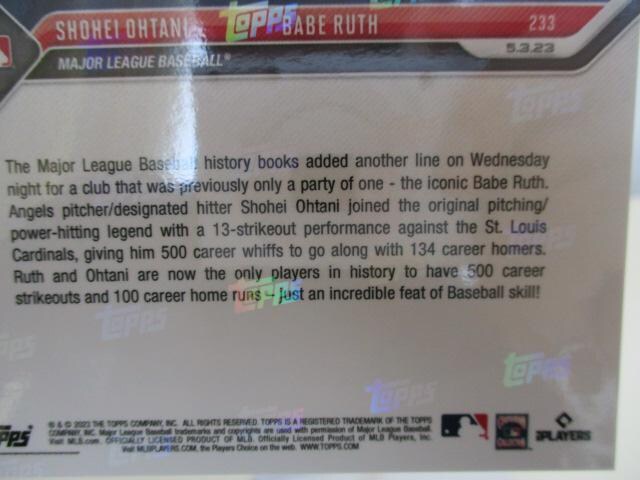 SHOHEI OHTANI BABE RUTH 233
5.3.23
MAJOR LEAGUE BASEBALL®
The Major League Baseball history books added another line on Wednesday
night for a club that was previously only a party of one - the iconic Babe Ruth.
Angels pitcher/designated hitter Shohei Ohtani joined the original pitching/
power-hitting legend with a 13-strikeout performance against the St. Louis
Cardinals, giving him 500 career whiffs to go along with 134 career homers.
Ruth and Ohtani are now the only players in history to have 500 career
strikeouts and 100 career home runs – just an incredible feat of Baseball skill!
® & © 2023 THE TOPPS COMPANY, INC. ALL RIGHTS RESERVED. TOPPS IS A REGISTERED TRADEMARK OF THE TOPPS
COMPANY, INC. Major League Baseball trademarks and copyrights are used with permission of Major League Baseball.
Visit MLB.com. OFFICIALLY LICENSED PRODUCT OF MLB. Officially Licensed Product of MLB Players, Inc.
Visit MLBPLAYERS.COM, the Players Choice on the web. WWW.TOPPS.COM
PLAYERS
topps
topps
topps
topps
topps
topps